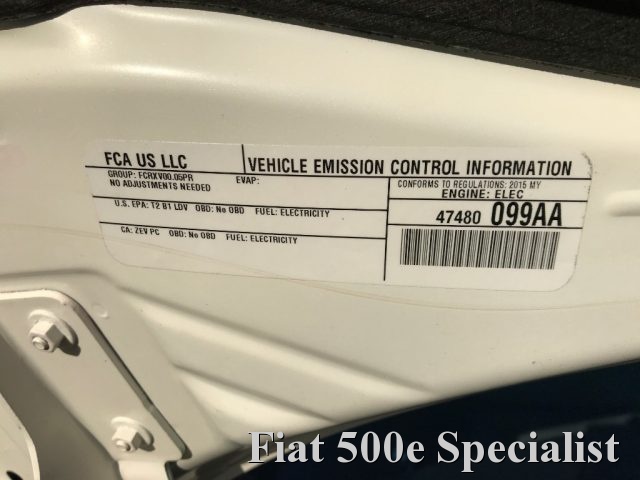 FCA US LLC
VEHICLE EMISSION CONTROL INFORMATION
GROUP: FCRXV00.05PR
EVAP:
NO ADJUSTMENTS NEEDED
CONFORMS TO REGULATIONS: 2015 MY
ENGINE: ELEC
U.S. EPA: T2 B1 LDV OBD: No OBD FUEL: ELECTRICITY
47480 099AA
CA: ZEV PC OBD: No OBD FUEL: ELECTRICITY
Fiat 500e Specialist